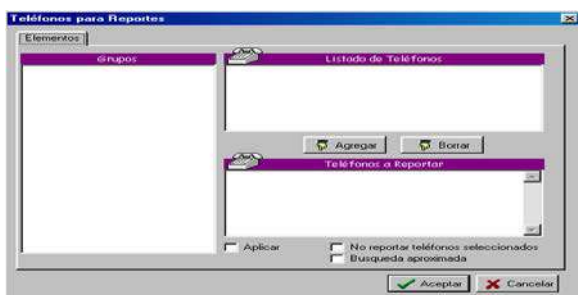 Teléfonos para Reportes
Elementos
Grupos
Listado de Teléfonos
Agregar Borrar
Teléfonos a Reportar
Aplicar No reportar teléfonos seleccionados
Busqueda aproximada
Aceptar Cancelar